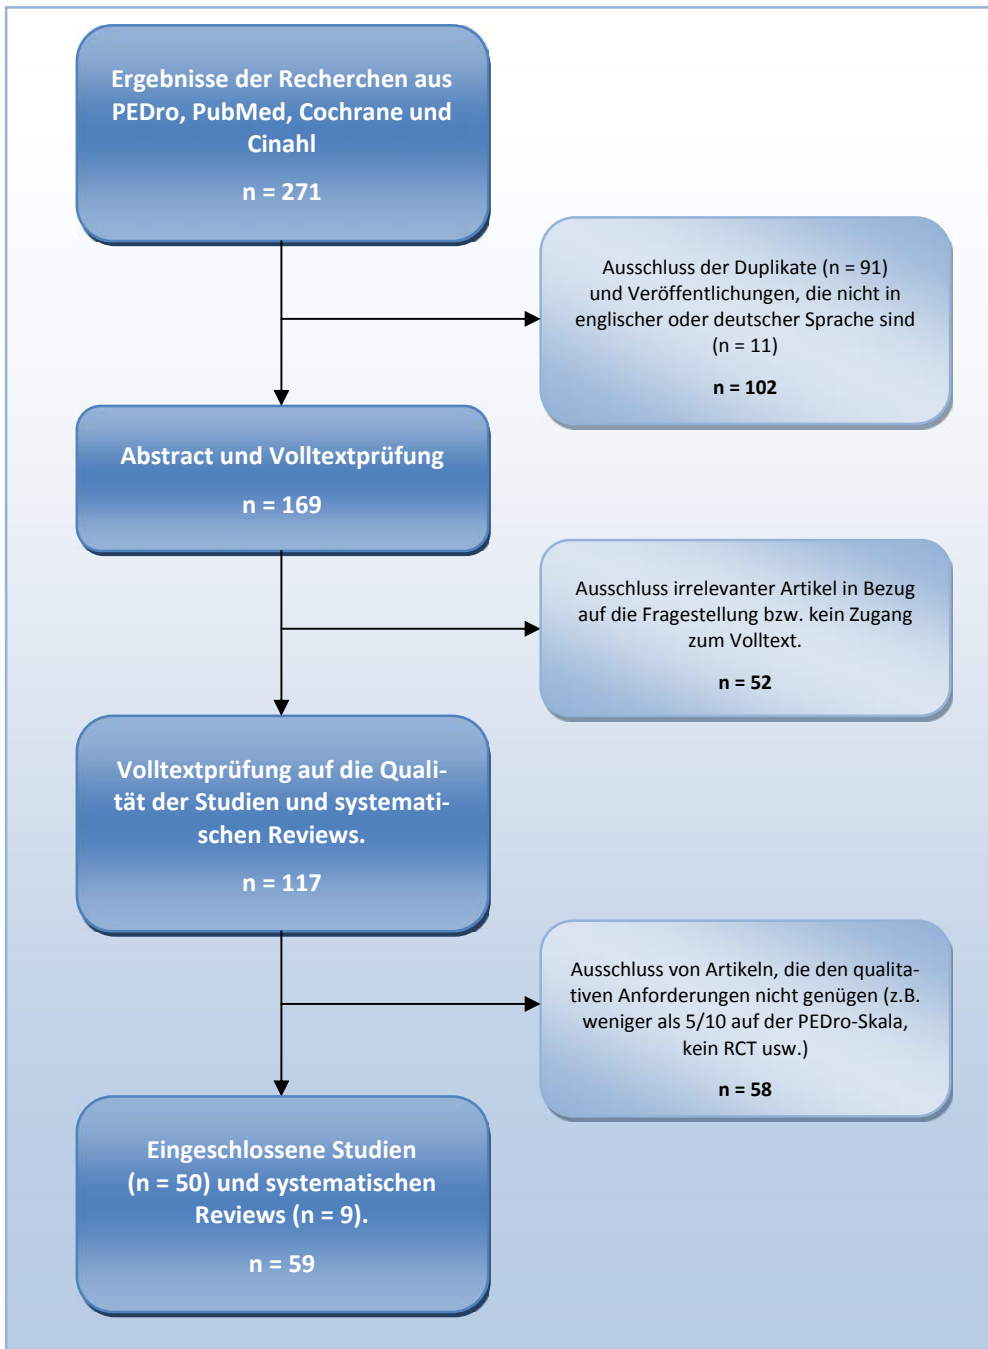 Ergebnisse der Recherchen aus
PEDro, PubMed, Cochrane und
Cinahl
n = 271
Ausschluss der Duplikate (n = 91)
und Veröffentlichungen, die nicht in
englischer oder deutscher Sprache sind
(n = 11)
n = 102
Abstract und Volltextprüfung
n = 169
Ausschluss irrelevanter Artikel in Bezug
auf die Fragestellung bzw. kein Zugang
zum Volltext.
n = 52
Volltextprüfung auf die Quali-
tät der Studien und systemati-
schen Reviews.
n = 117
Ausschluss von Artikeln, die den qualita-
tiven Anforderungen nicht genügen (z.B.
weniger als 5/10 auf der PEDro-Skala,
kein RCT usw.)
n = 58
Eingeschlossene Studien
(n = 50) und systematischen
Reviews (n = 9).
n = 59